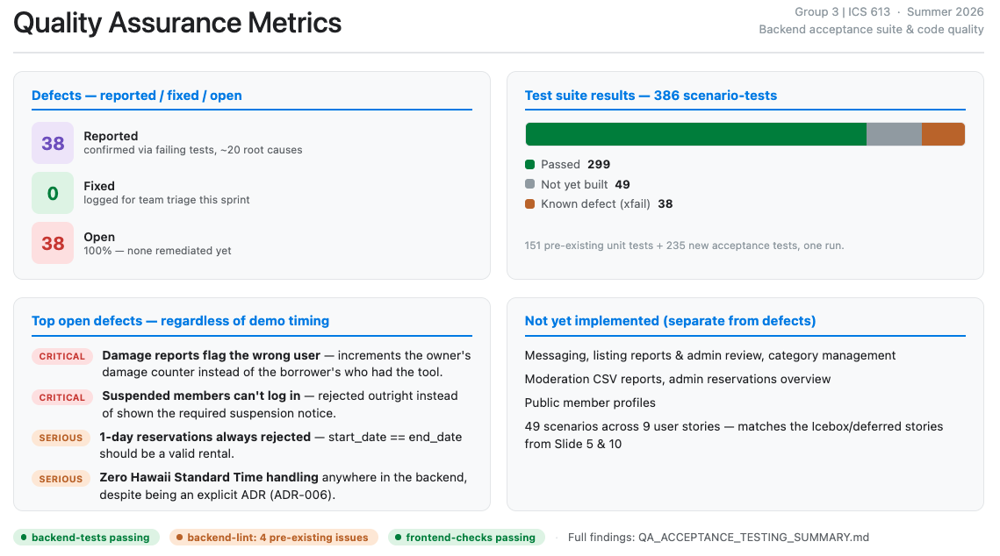 Quality Assurance Metrics
Group 3 | ICS 613 · Summer 2026
Backend acceptance suite & code quality
Defects — reported / fixed / open
38
Reported
confirmed via failing tests, ~20 root causes
0
Fixed
logged for team triage this sprint
38
Open
100% — none remediated yet
Test suite results — 386 scenario-tests
Passed 299
Not yet built 49
Known defect (xfail) 38
151 pre-existing unit tests + 235 new acceptance tests, one run.
Top open defects — regardless of demo timing
CRITICAL Damage reports flag the wrong user — increments the owner's
damage counter instead of the borrower's who had the tool.
CRITICAL Suspended members can't log in — rejected outright instead
of shown the required suspension notice.
SERIOUS 1-day reservations always rejected — start_date == end_date
should be a valid rental.
SERIOUS Zero Hawaii Standard Time handling anywhere in the backend,
despite being an explicit ADR (ADR-006).
Not yet implemented (separate from defects)
Messaging, listing reports & admin review, category management
Moderation CSV reports, admin reservations overview
Public member profiles
49 scenarios across 9 user stories — matches the Icebox/deferred stories
from Slide 5 & 10
backend-tests passing
backend-lint: 4 pre-existing issues
frontend-checks passing
· Full findings: QA_ACCEPTANCE_TESTING_SUMMARY.md